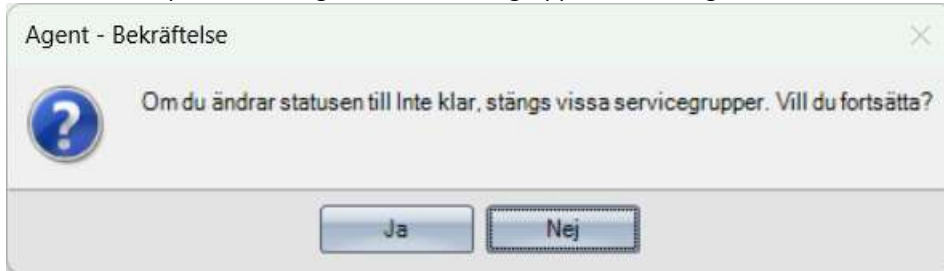 Agent - Bekräftelse
Om du ändrar statusen till Inte klar, stängs vissa servicegrupper. Vill du fortsätta?
Ja
Nej